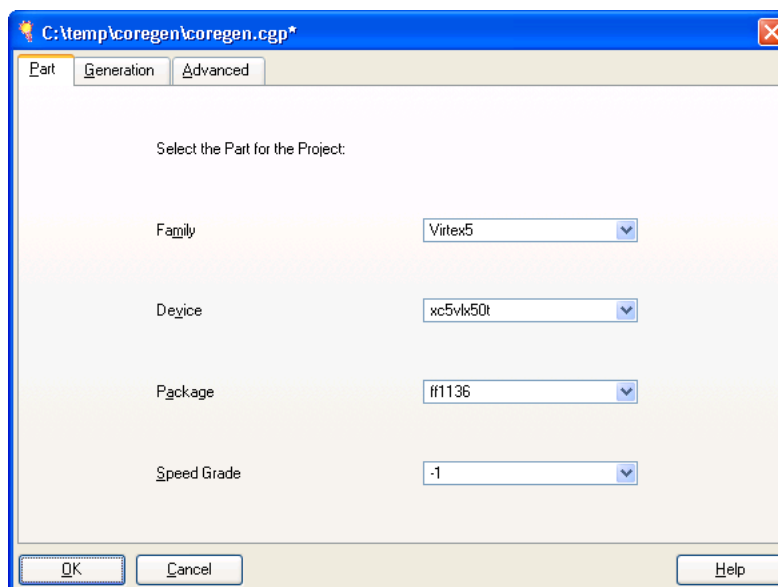 C:\temp\coregen\coregen.cgp*
Part Generation Advanced
Select the Part for the Project:
Family Virtex5
Device xc5vlx50t
Package ff1136
Speed Grade -1
OK Cancel Help